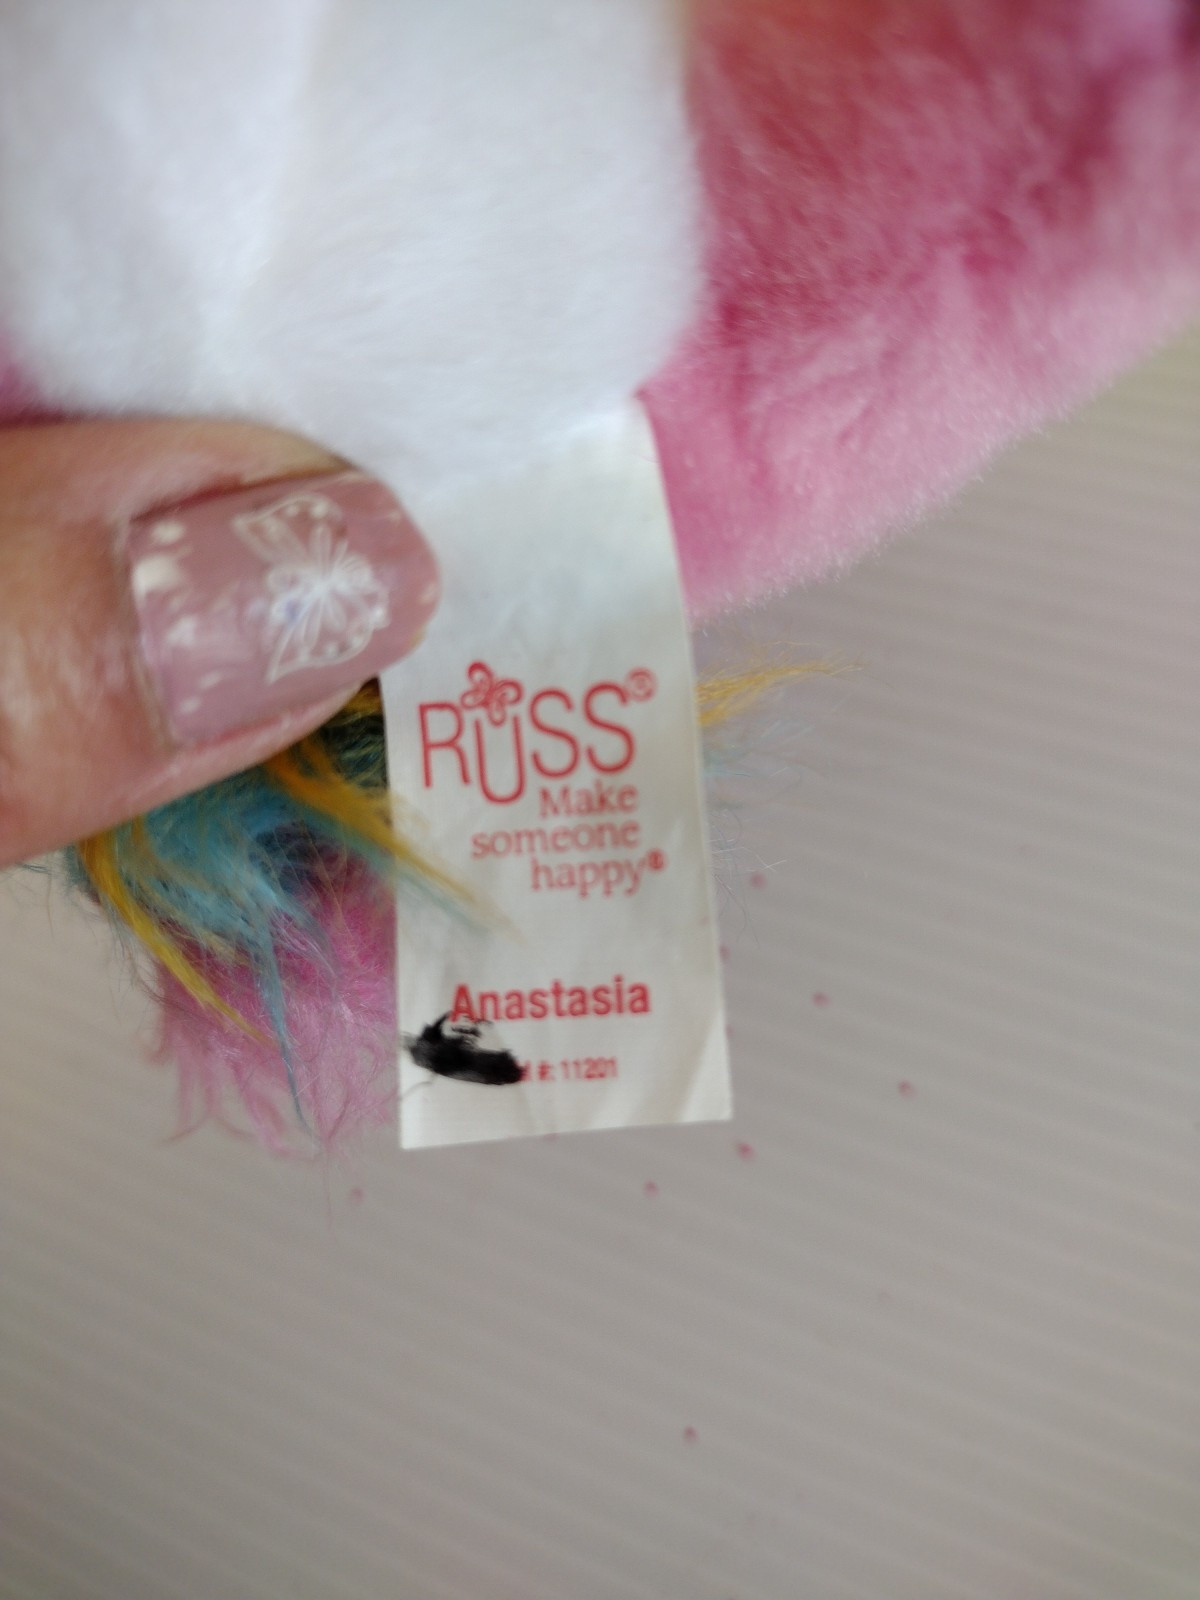 RUSS®
Make
someone
happy®
Anastasia
#: 11201